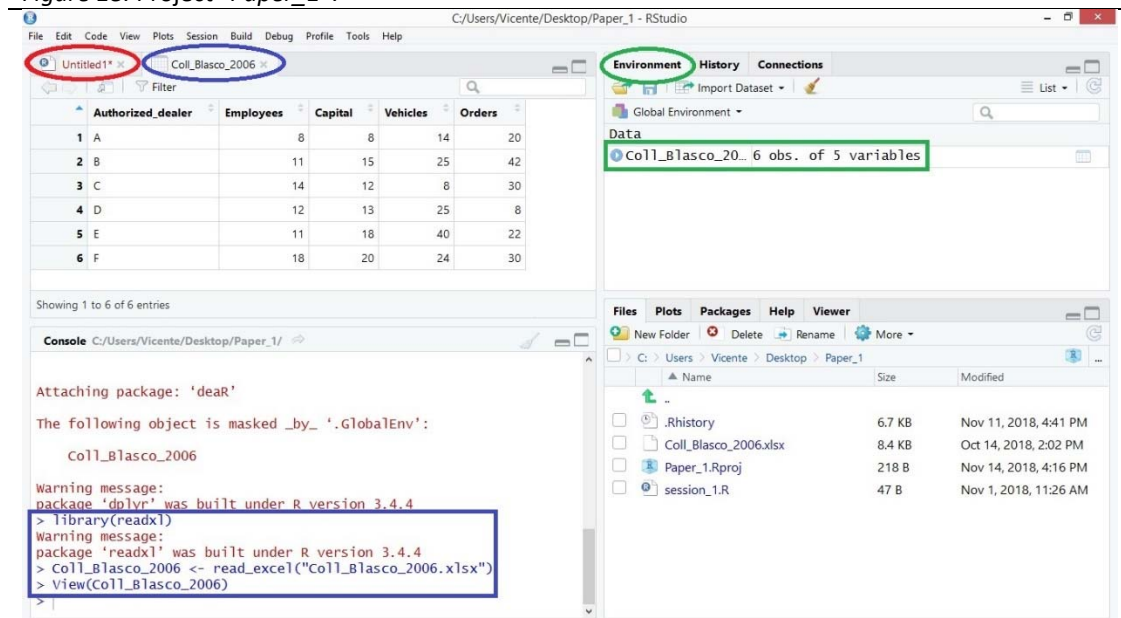 C:/Users/Vicente/Desktop/Paper_1 - RStudio
File Edit Code View Plots Session Build Debug Profile Tools Help
Untitled1*
Coll_Blasco_2006
Filter
Authorized_dealer Employees Capital Vehicles Orders
1 A 8 8 14 20
2 B 11 15 25 42
3 C 14 12 8 30
4 D 12 13 25 8
5 E 11 18 40 22
6 F 18 20 24 30
Showing 1 to 6 of 6 entries
Console C:/Users/Vicente/Desktop/Paper_1/
Attaching package: 'deaR'
The following object is masked _by_ '.GlobalEnv':
Coll_Blasco_2006
Warning message:
package 'dplyr' was built under R version 3.4.4
> library(readxl)
Warning message:
package 'readxl' was built under R version 3.4.4
> Coll_Blasco_2006 <- read_excel("Coll_Blasco_2006.xlsx")
> View(Coll_Blasco_2006)
>
Environment History Connections
Import Dataset List
Global Environment
Data
Coll_Blasco_20… 6 obs. of 5 variables
Files Plots Packages Help Viewer
New Folder Delete Rename More
C: > Users > Vicente > Desktop > Paper_1
Name Size Modified
..
.Rhistory 6.7 KB Nov 11, 2018, 4:41 PM
Coll_Blasco_2006.xlsx 8.4 KB Oct 14, 2018, 2:02 PM
Paper_1.Rproj 218 B Nov 14, 2018, 4:16 PM
session_1.R 47 B Nov 1, 2018, 11:26 AM